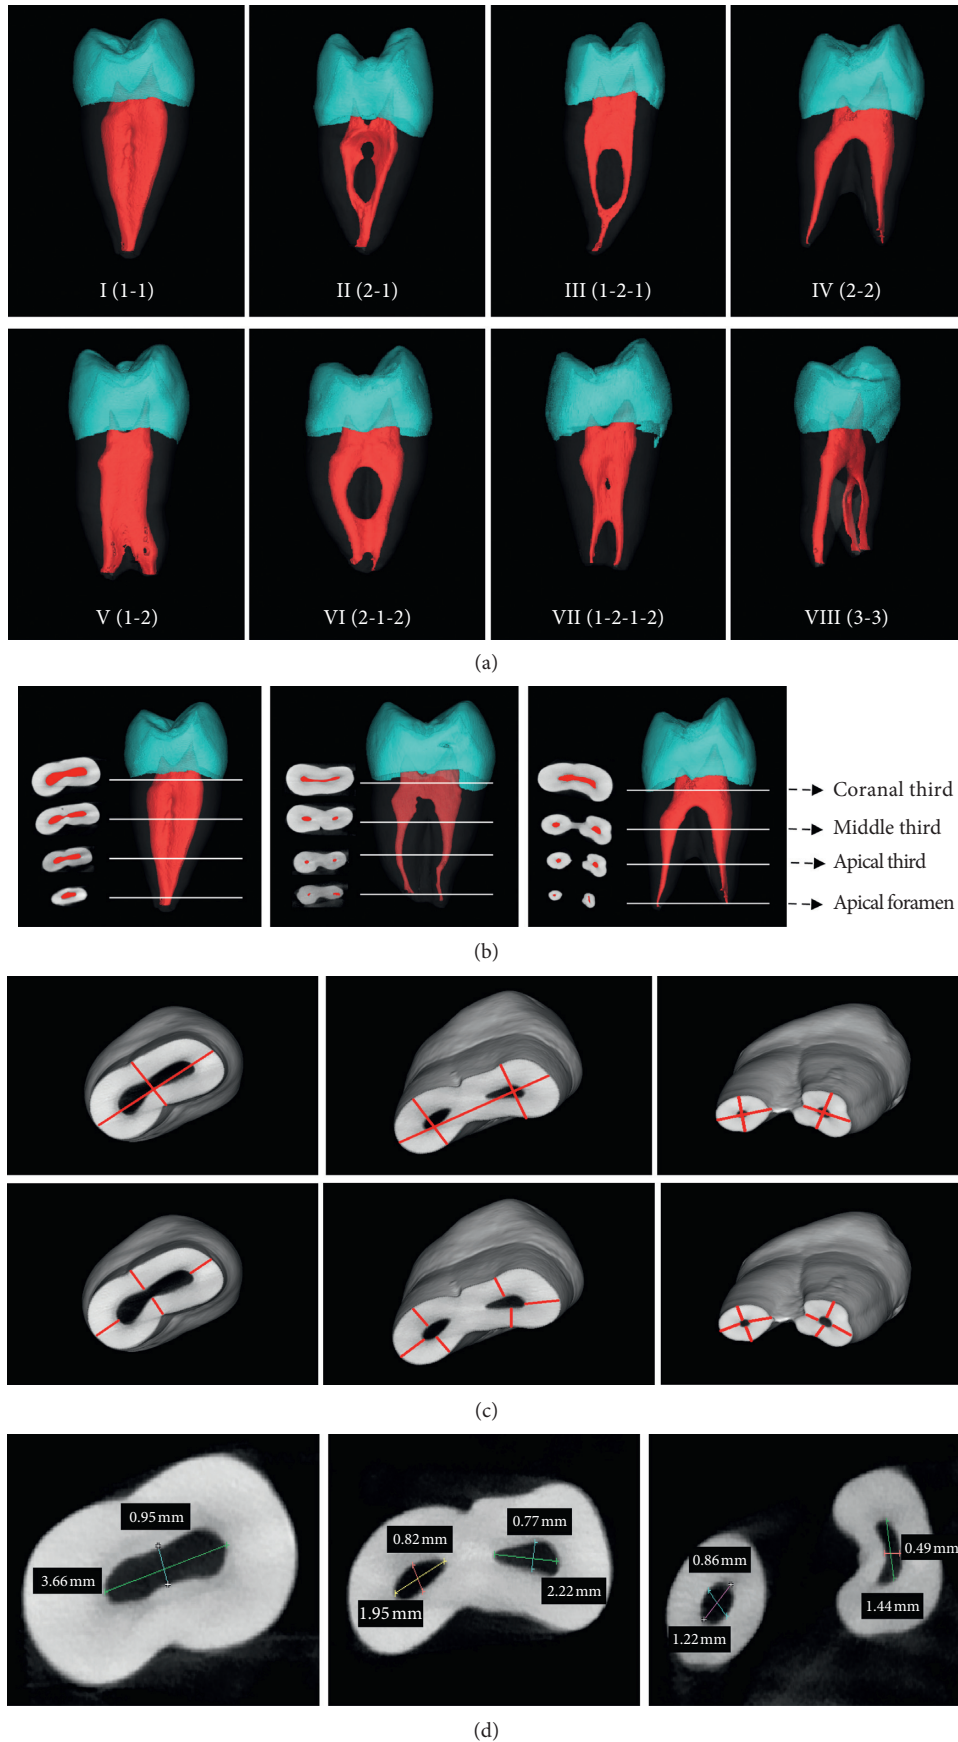 I (1-1)
II (2-1)
III (1-2-1)
IV (2-2)
V (1-2)
VI (2-1-2)
VII (1-2-1-2)
VIII (3-3)
(a)
Coranal third
Middle third
Apical third
Apical foramen
(b)
(c)
0.95 mm
3.66 mm
0.82 mm
0.77 mm
1.95 mm
2.22 mm
0.86 mm
0.49 mm
1.22 mm
1.44 mm
(d)